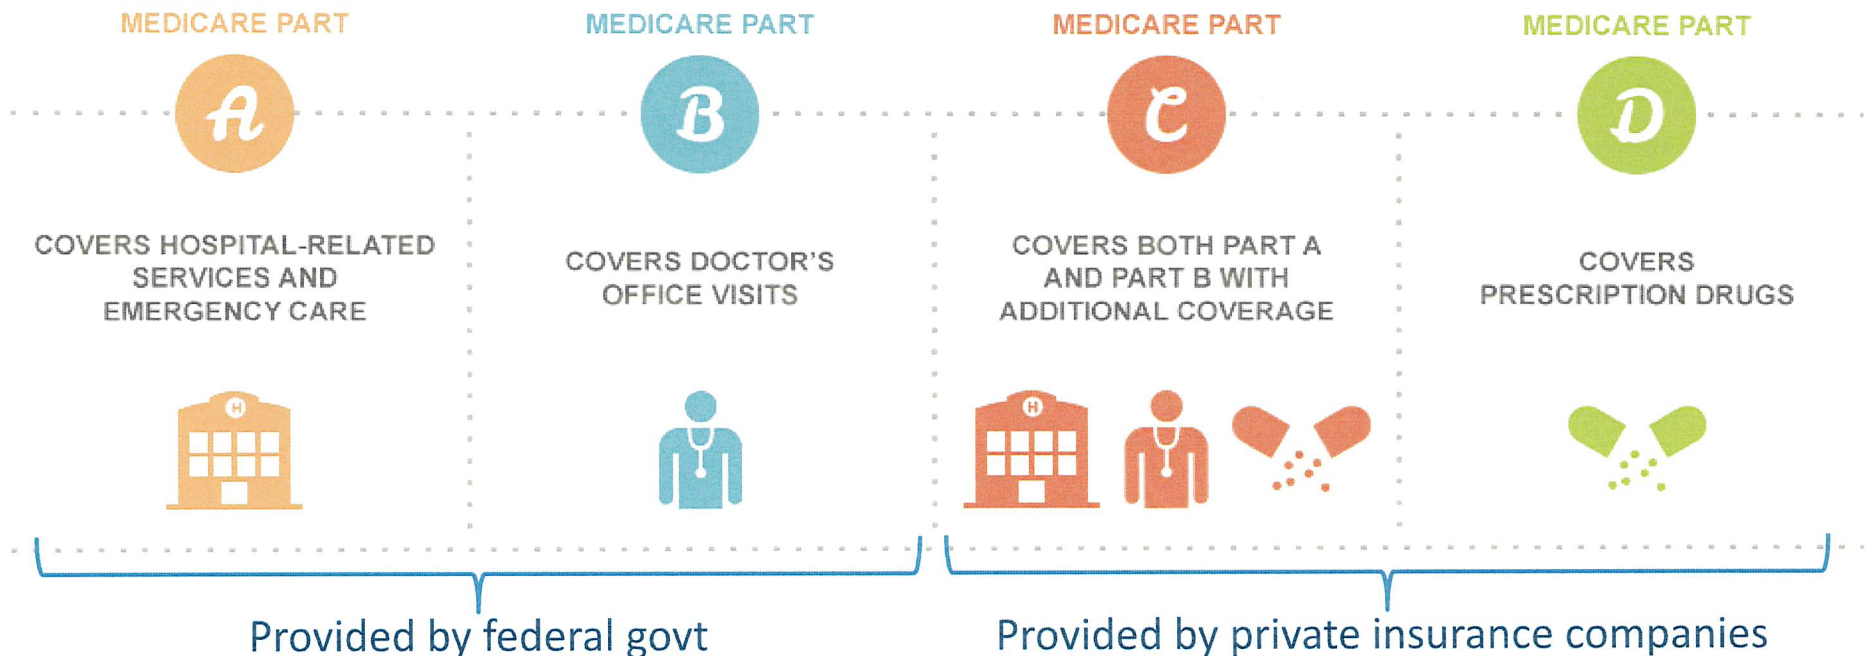 MEDICARE PART
A
COVERS HOSPITAL-RELATED
SERVICES AND
EMERGENCY CARE
H
MEDICARE PART
B
COVERS DOCTOR'S
OFFICE VISITS
MEDICARE PART
C
COVERS BOTH PART A
AND PART B WITH
ADDITIONAL COVERAGE
H
MEDICARE PART
D
COVERS
PRESCRIPTION DRUGS
Provided by federal govt
Provided by private insurance companies